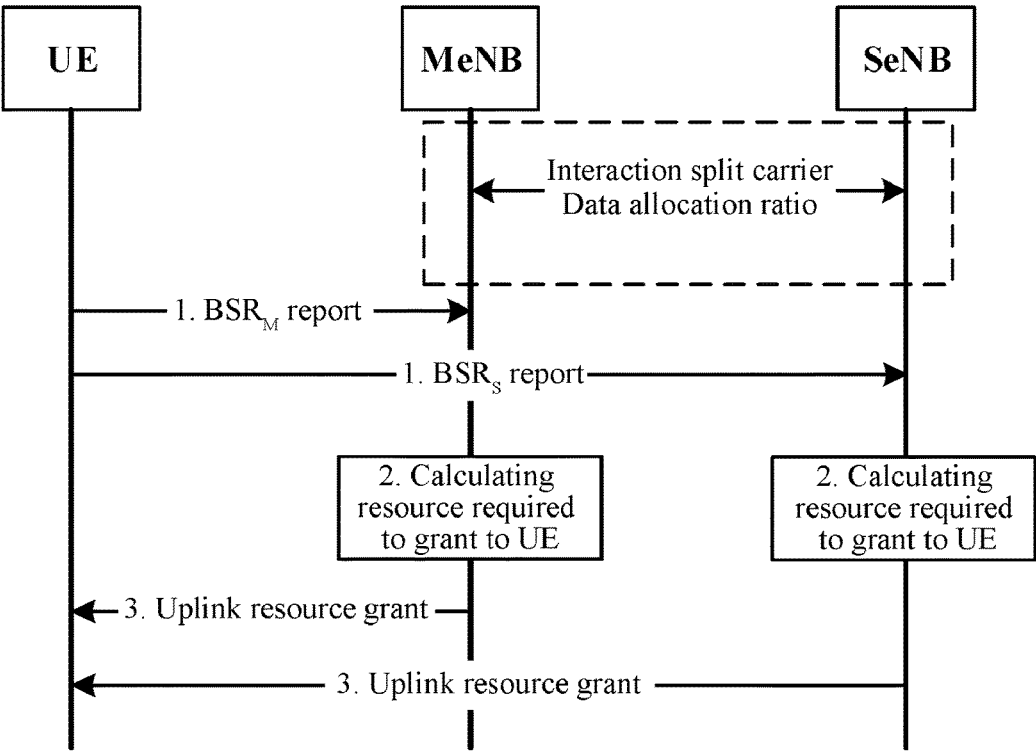 UE
MeNB
SeNB
Interaction split carrier
Data allocation ratio
1. BSR_M report
1. BSR_S report
2. Calculating
resource required
to grant to UE
2. Calculating
resource required
to grant to UE
3. Uplink resource grant
3. Uplink resource grant